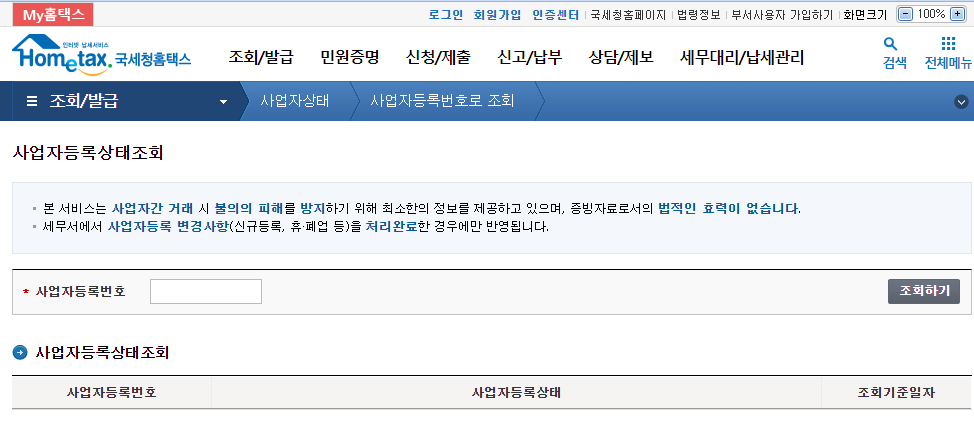 My홈택스
로그인 회원가입 인증센터 국세청홈페이지 법령정보 부서사용자 가입하기 화면크기 100%
인터넷 납세서비스
Hometax. 국세청홈택스
조회/발급 민원증명 신청/제출 신고/납부 상담/제보 세무대리/납세관리 검색 전체메뉴
조회/발급 사업자상태 사업자등록번호로 조회
사업자등록상태조회
본 서비스는 사업자간 거래 시 불의의 피해를 방지하기 위해 최소한의 정보를 제공하고 있으며, 증빙자료로서의 법적인 효력이 없습니다.
세무서에서 사업자등록 변경사항(신규등록, 휴·폐업 등)을 처리완료한 경우에만 반영됩니다.
* 사업자등록번호 조회하기
사업자등록상태조회
사업자등록번호 사업자등록상태 조회기준일자